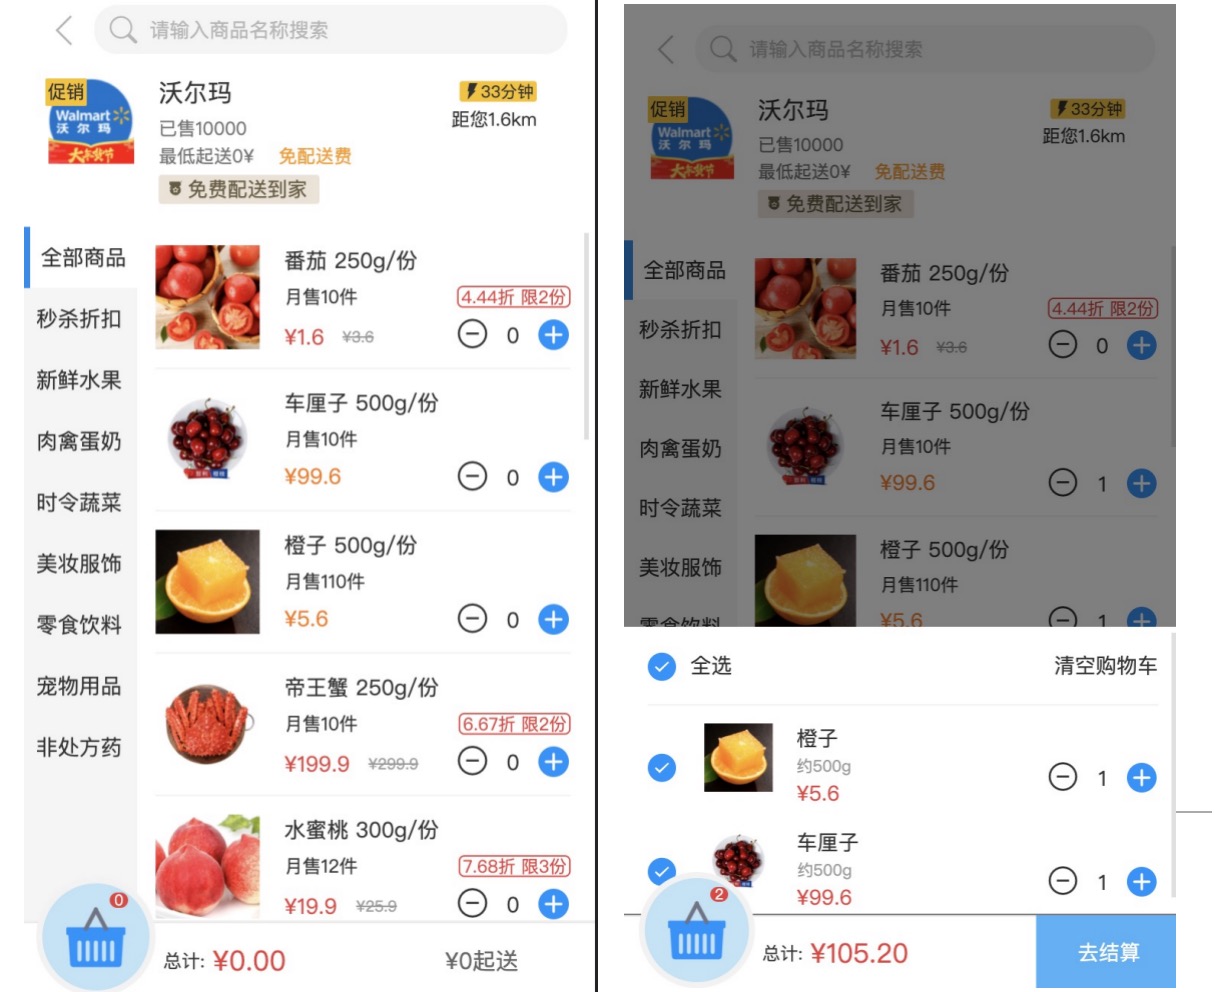 请输入商品名称搜索
促销
Walmart
沃尔玛
大年货节
沃尔玛
已售10000
最低起送0¥ 免配送费
免费配送到家
33分钟
距您1.6km
全部商品
秒杀折扣
新鲜水果
肉禽蛋奶
时令蔬菜
美妆服饰
零食饮料
宠物用品
非处方药
番茄 250g/份
月售10件
4.44折 限2份
¥1.6 ¥3.6
0
车厘子 500g/份
月售10件
¥99.6
0
橙子 500g/份
月售110件
¥5.6
0
帝王蟹 250g/份
月售10件
6.67折 限2份
¥199.9 ¥299.9
0
水蜜桃 300g/份
月售12件
7.68折 限3份
¥19.9 ¥25.9
0
0
总计: ¥0.00
¥0起送
请输入商品名称搜索
促销
Walmart
沃尔玛
大年货节
沃尔玛
已售10000
最低起送0¥ 免配送费
免费配送到家
33分钟
距您1.6km
全部商品
秒杀折扣
新鲜水果
肉禽蛋奶
时令蔬菜
美妆服饰
零食饮料
番茄 250g/份
月售10件
4.44折 限2份
¥1.6 ¥3.6
0
车厘子 500g/份
月售10件
¥99.6
1
橙子 500g/份
月售110件
¥5.6
1
全选
清空购物车
橙子
约500g
¥5.6
1
车厘子
约500g
¥99.6
1
2
总计: ¥105.20
去结算